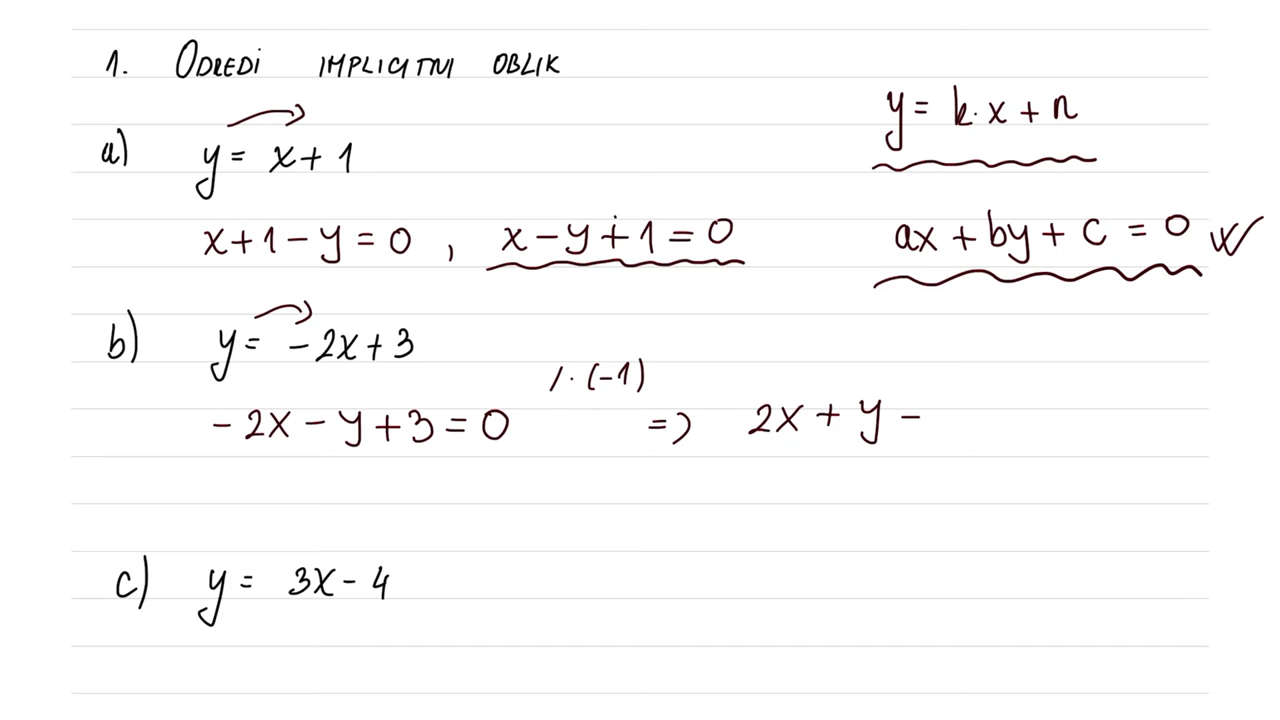 1. ODREDI IMPLICITNI OBLIK
y = k·x + n
a) y = x + 1
x + 1 - y = 0 , x - y + 1 = 0
ax + by + c = 0
b) y = -2x + 3
/·(-1)
-2x - y + 3 = 0 => 2x + y -
c) y = 3x - 4